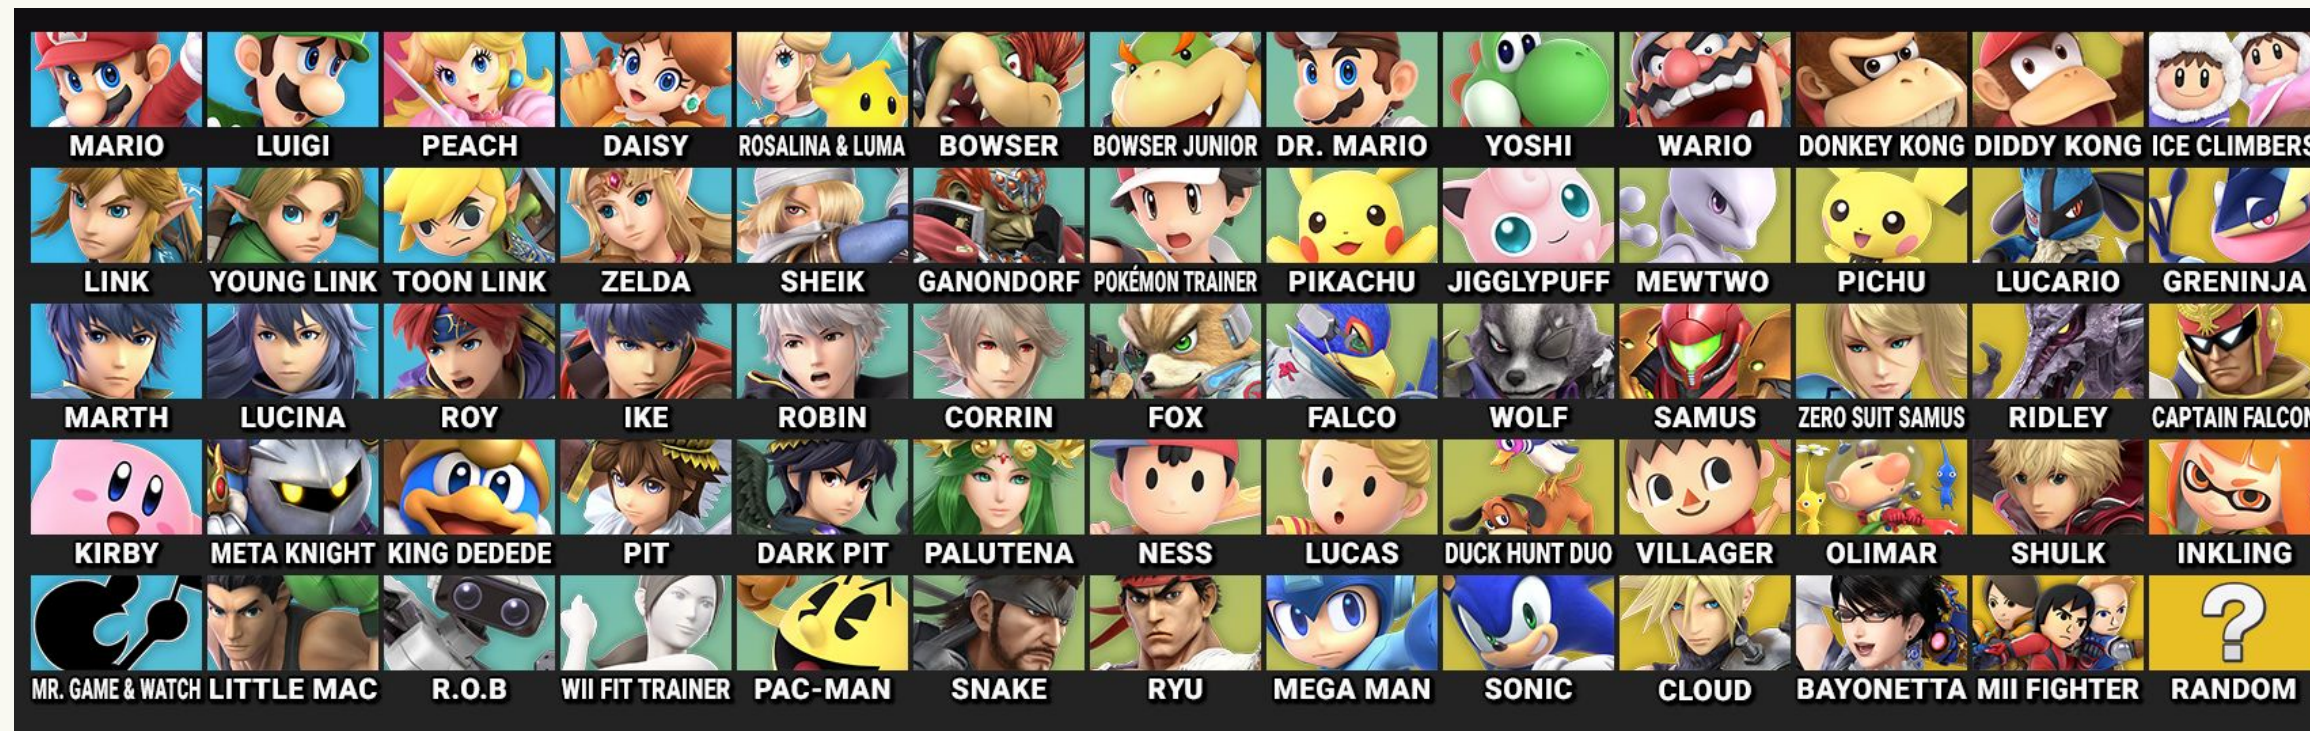 MARIO LUIGI PEACH DAISY ROSALINA & LUMA BOWSER BOWSER JUNIOR DR. MARIO YOSHI WARIO DONKEY KONG DIDDY KONG ICE CLIMBERS
LINK YOUNG LINK TOON LINK ZELDA SHEIK GANONDORF POKÉMON TRAINER PIKACHU JIGGLYPUFF MEWTWO PICHU LUCARIO GRENINJA
MARTH LUCINA ROY IKE ROBIN CORRIN FOX FALCO WOLF SAMUS ZERO SUIT SAMUS RIDLEY CAPTAIN FALCON
KIRBY META KNIGHT KING DEDEDE PIT DARK PIT PALUTENA NESS LUCAS DUCK HUNT DUO VILLAGER OLIMAR SHULK INKLING
?
MR. GAME & WATCH LITTLE MAC R.O.B WII FIT TRAINER PAC-MAN SNAKE RYU MEGA MAN SONIC CLOUD BAYONETTA MII FIGHTER RANDOM